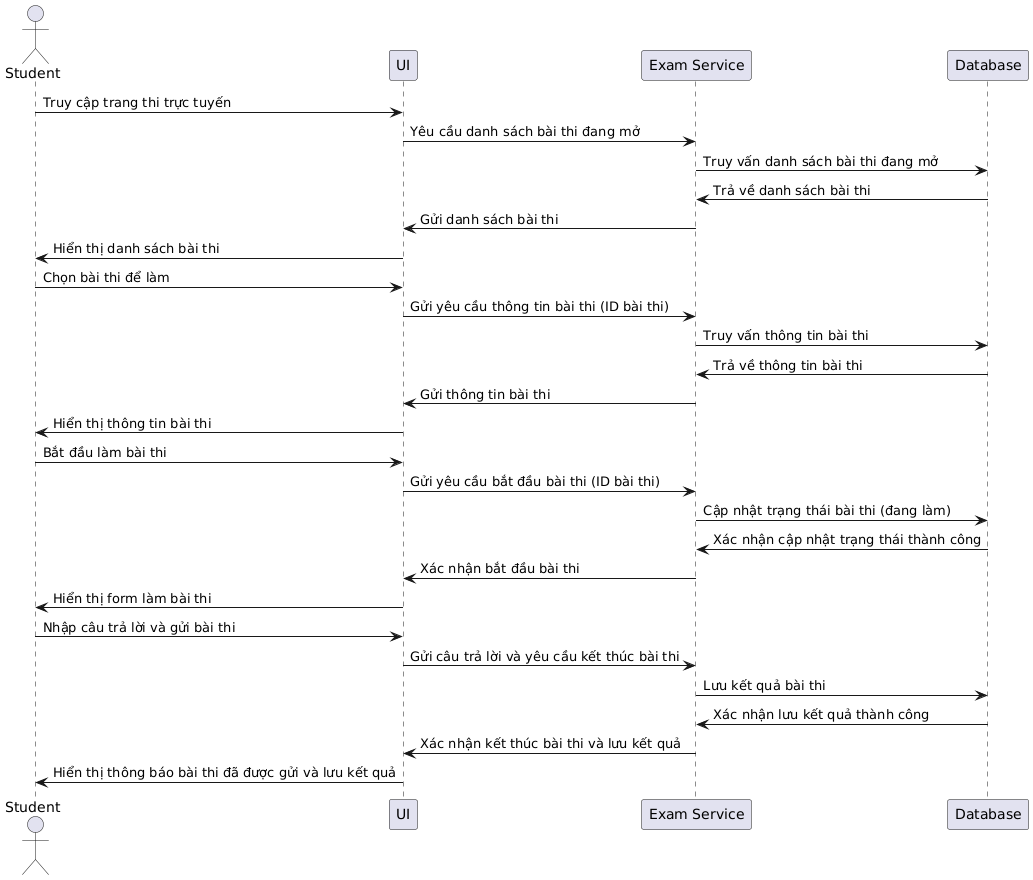 Student
UI
Exam Service
Database
Truy cập trang thi trực tuyến
Yêu cầu danh sách bài thi đang mở
Truy vấn danh sách bài thi đang mở
Trả về danh sách bài thi
Gửi danh sách bài thi
Hiển thị danh sách bài thi
Chọn bài thi để làm
Gửi yêu cầu thông tin bài thi (ID bài thi)
Truy vấn thông tin bài thi
Trả về thông tin bài thi
Gửi thông tin bài thi
Hiển thị thông tin bài thi
Bắt đầu làm bài thi
Gửi yêu cầu bắt đầu bài thi (ID bài thi)
Cập nhật trạng thái bài thi (đang làm)
Xác nhận cập nhật trạng thái thành công
Xác nhận bắt đầu bài thi
Hiển thị form làm bài thi
Nhập câu trả lời và gửi bài thi
Gửi câu trả lời và yêu cầu kết thúc bài thi
Lưu kết quả bài thi
Xác nhận lưu kết quả thành công
Xác nhận kết thúc bài thi và lưu kết quả
Hiển thị thông báo bài thi đã được gửi và lưu kết quả
Student
UI
Exam Service
Database